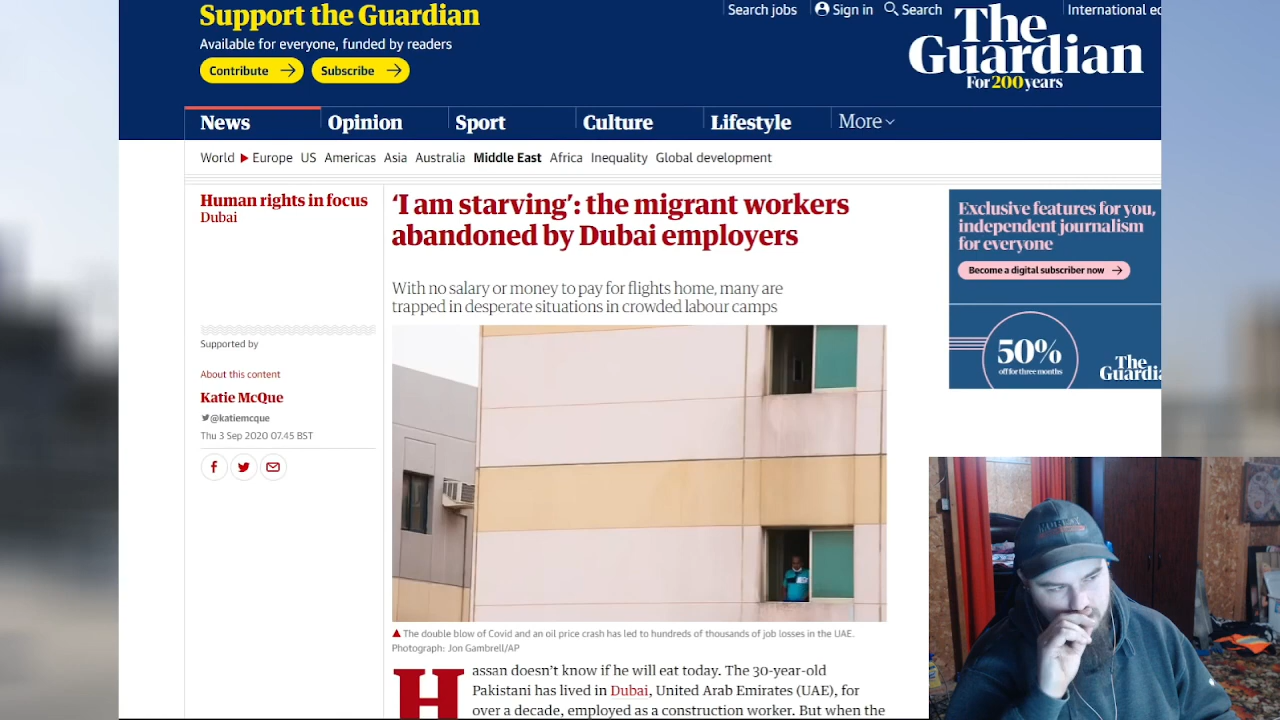 Support the Guardian
Available for everyone, funded by readers
Contribute
Subscribe
Search jobs
Sign in
Search
International
The
Guardian
For 200 years
News
Opinion
Sport
Culture
Lifestyle
More
World
Europe
US
Americas
Asia
Australia
Middle East
Africa
Inequality
Global development
Human rights in focus
Dubai
Supported by
About this content
Katie McQue
@katiemcque
Thu 3 Sep 2020 07.45 BST
‘I am starving’: the migrant workers
abandoned by Dubai employers
With no salary or money to pay for flights home, many are
trapped in desperate situations in crowded labour camps
The double blow of Covid and an oil price crash has led to hundreds of thousands of job losses in the UAE.
Photograph: Jon Gambrell/AP
Hassan doesn’t know if he will eat today. The 30-year-old
Pakistani has lived in Dubai, United Arab Emirates (UAE), for
over a decade, employed as a construction worker. But when the
Exclusive features for you,
independent journalism
for everyone
Become a digital subscriber now
50%
off for three months
The